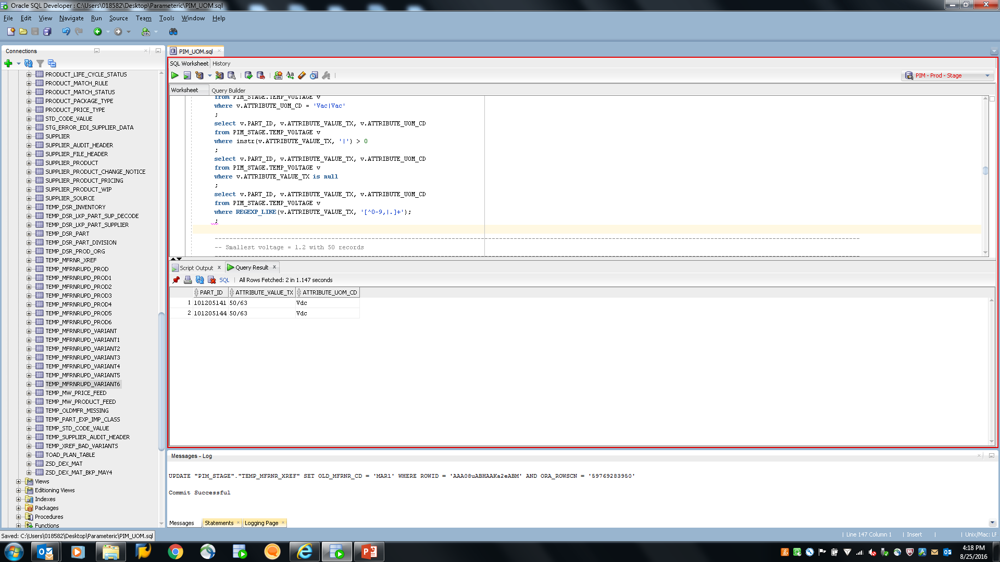 Oracle SQL Developer : C:\Users\018582\Desktop\Parameteric\PIM_UOM.sql
File Edit View Navigate Run Source Team Tools Window Help
Connections
PRODUCT_LIFE_CYCLE_STATUS
PRODUCT_MATCH_RULE
PRODUCT_MATCH_STATUS
PRODUCT_PACKAGE_TYPE
PRODUCT_PRICE_TYPE
STD_CODE_VALUE
STG_ERROR_EDI_SUPPLIER_DATA
SUPPLIER
SUPPLIER_AUDIT_HEADER
SUPPLIER_FILE_HEADER
SUPPLIER_PRODUCT
SUPPLIER_PRODUCT_CHANGE_NOTICE
SUPPLIER_PRODUCT_PRICING
SUPPLIER_PRODUCT_WIP
SUPPLIER_SOURCE
TEMP_DSR_INVENTORY
TEMP_DSR_LKP_PART_SUP_DECODE
TEMP_DSR_LKP_PART_SUPPLIER
TEMP_DSR_PART
TEMP_DSR_PART_DIVISION
TEMP_DSR_PROD_ORG
TEMP_MFRNR_XREF
TEMP_MFRNRUPD_PROD
TEMP_MFRNRUPD_PROD1
TEMP_MFRNRUPD_PROD2
TEMP_MFRNRUPD_PROD3
TEMP_MFRNRUPD_PROD4
TEMP_MFRNRUPD_PROD5
TEMP_MFRNRUPD_PROD6
TEMP_MFRNRUPD_VARIANT
TEMP_MFRNRUPD_VARIANT1
TEMP_MFRNRUPD_VARIANT2
TEMP_MFRNRUPD_VARIANT3
TEMP_MFRNRUPD_VARIANT4
TEMP_MFRNRUPD_VARIANT5
TEMP_MFRNRUPD_VARIANT6
TEMP_MW_PRICE_FEED
TEMP_MW_PRODUCT_FEED
TEMP_OLDMFR_MISSING
TEMP_PART_EXP_IMP_CLASS
TEMP_STD_CODE_VALUE
TEMP_SUPPLIER_AUDIT_HEADER
TEMP_XREF_BAD_VARIANTS
TOAD_PLAN_TABLE
ZSD_DEX_MAT
ZSD_DEX_MAT_BKP_MAY4
Views
Editioning Views
Indexes
Packages
Procedures
Functions
PIM_UOM.sql
SQL Worksheet History
PIM - Prod - Stage
Worksheet Query Builder
from PIM_STAGE.TEMP_VOLTAGE v
where v.ATTRIBUTE_UOM_CD = 'Vac|Vac'
;
select v.PART_ID, v.ATTRIBUTE_VALUE_TX, v.ATTRIBUTE_UOM_CD
from PIM_STAGE.TEMP_VOLTAGE v
where instr(v.ATTRIBUTE_VALUE_TX, '|') > 0
;
select v.PART_ID, v.ATTRIBUTE_VALUE_TX, v.ATTRIBUTE_UOM_CD
from PIM_STAGE.TEMP_VOLTAGE v
where v.ATTRIBUTE_VALUE_TX is null
;
select v.PART_ID, v.ATTRIBUTE_VALUE_TX, v.ATTRIBUTE_UOM_CD
from PIM_STAGE.TEMP_VOLTAGE v
where REGEXP_LIKE(v.ATTRIBUTE_VALUE_TX, '[^0-9,|.]+');
;
-- Smallest voltage = 1.2 with 50 records
Script Output x Query Result x
SQL | All Rows Fetched: 2 in 1.147 seconds
PART_ID ATTRIBUTE_VALUE_TX ATTRIBUTE_UOM_CD
1 101205141 50/63 Vdc
2 101205144 50/63 Vdc
Messages - Log
UPDATE "PIM_STAGE"."TEMP_MFRNR_XREF" SET OLD_MFRNR_CD = 'MAR1' WHERE ROWID = 'AAA08uABHAAKa2eABM' AND ORA_ROWSCN = '59769283950'
Commit Successful
Messages Statements Logging Page
Saved: C:\Users\018582\Desktop\Parameteric\PIM_UOM.sql
Line 147 Column 1 | Insert | | Unix/Mac: LF
4:18 PM
8/25/2016